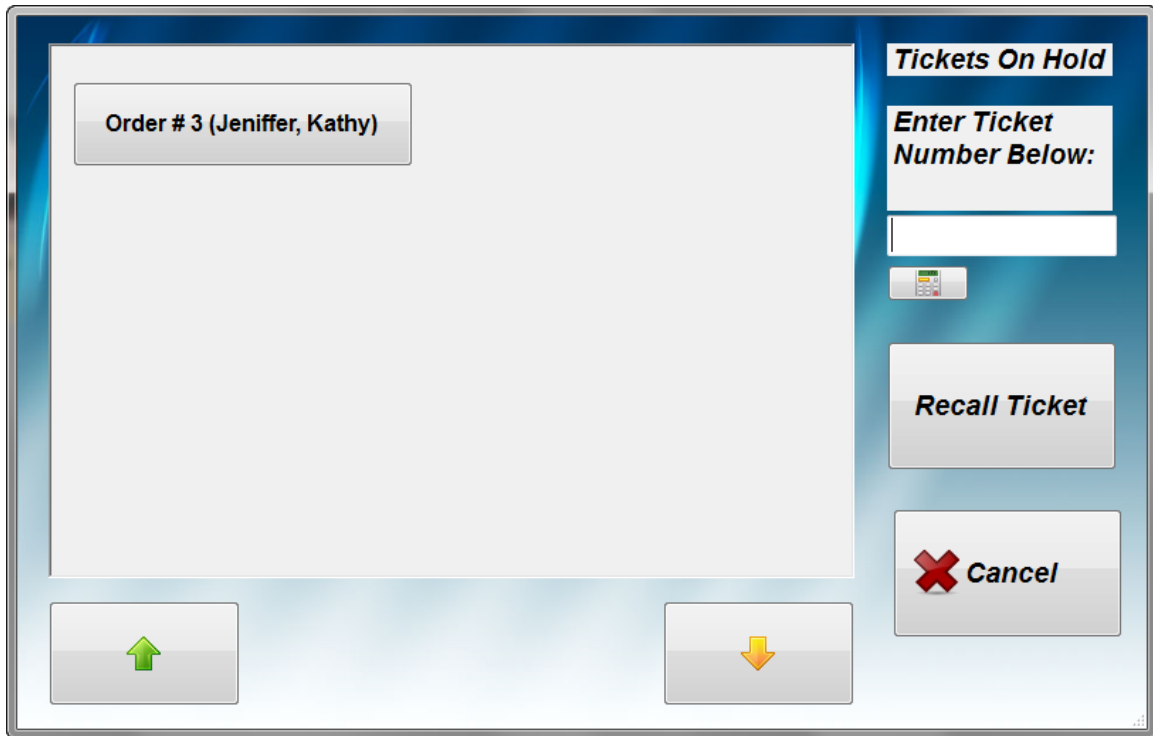 Order # 3 (Jeniffer, Kathy)
Tickets On Hold
Enter Ticket
Number Below:
Recall Ticket
Cancel